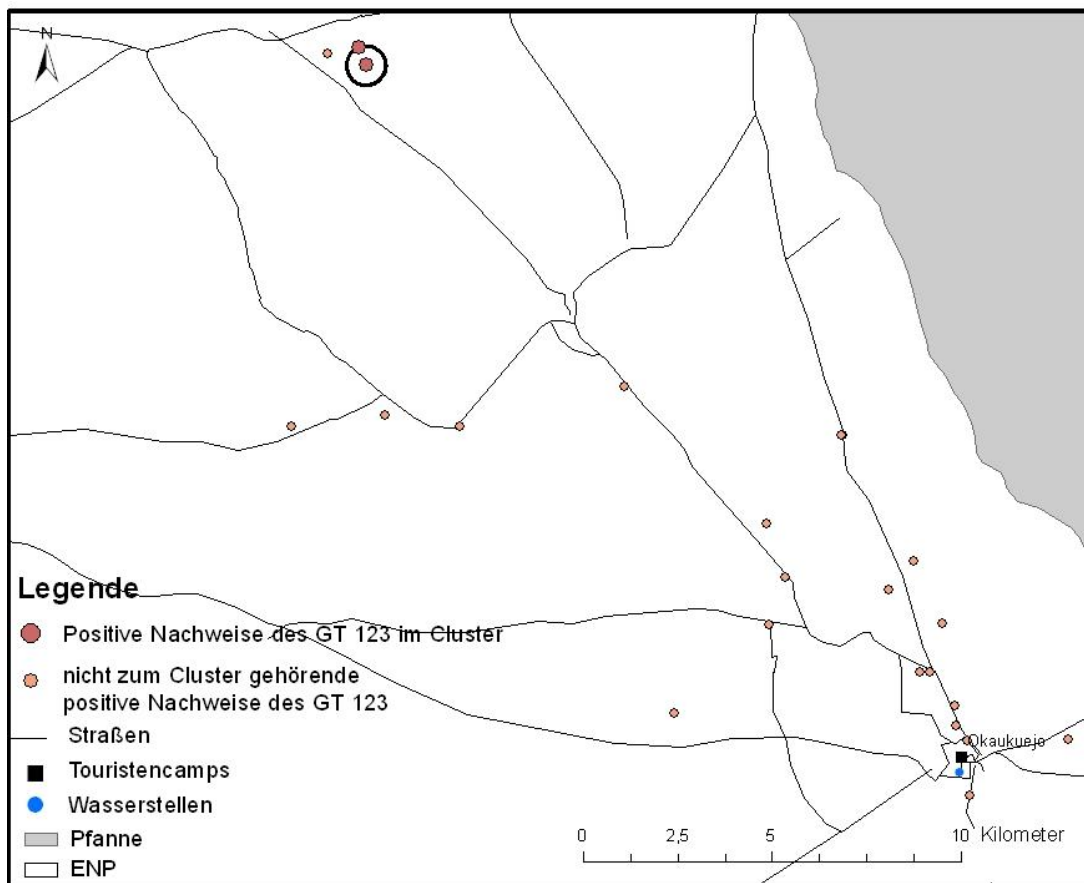 N
Okaukuejo
Legende
Positive Nachweise des GT 123 im Cluster
nicht zum Cluster gehörende
positive Nachweise des GT 123
Straßen
Touristencamps
Wasserstellen
Pfanne
ENP
0 2,5 5 10 Kilometer